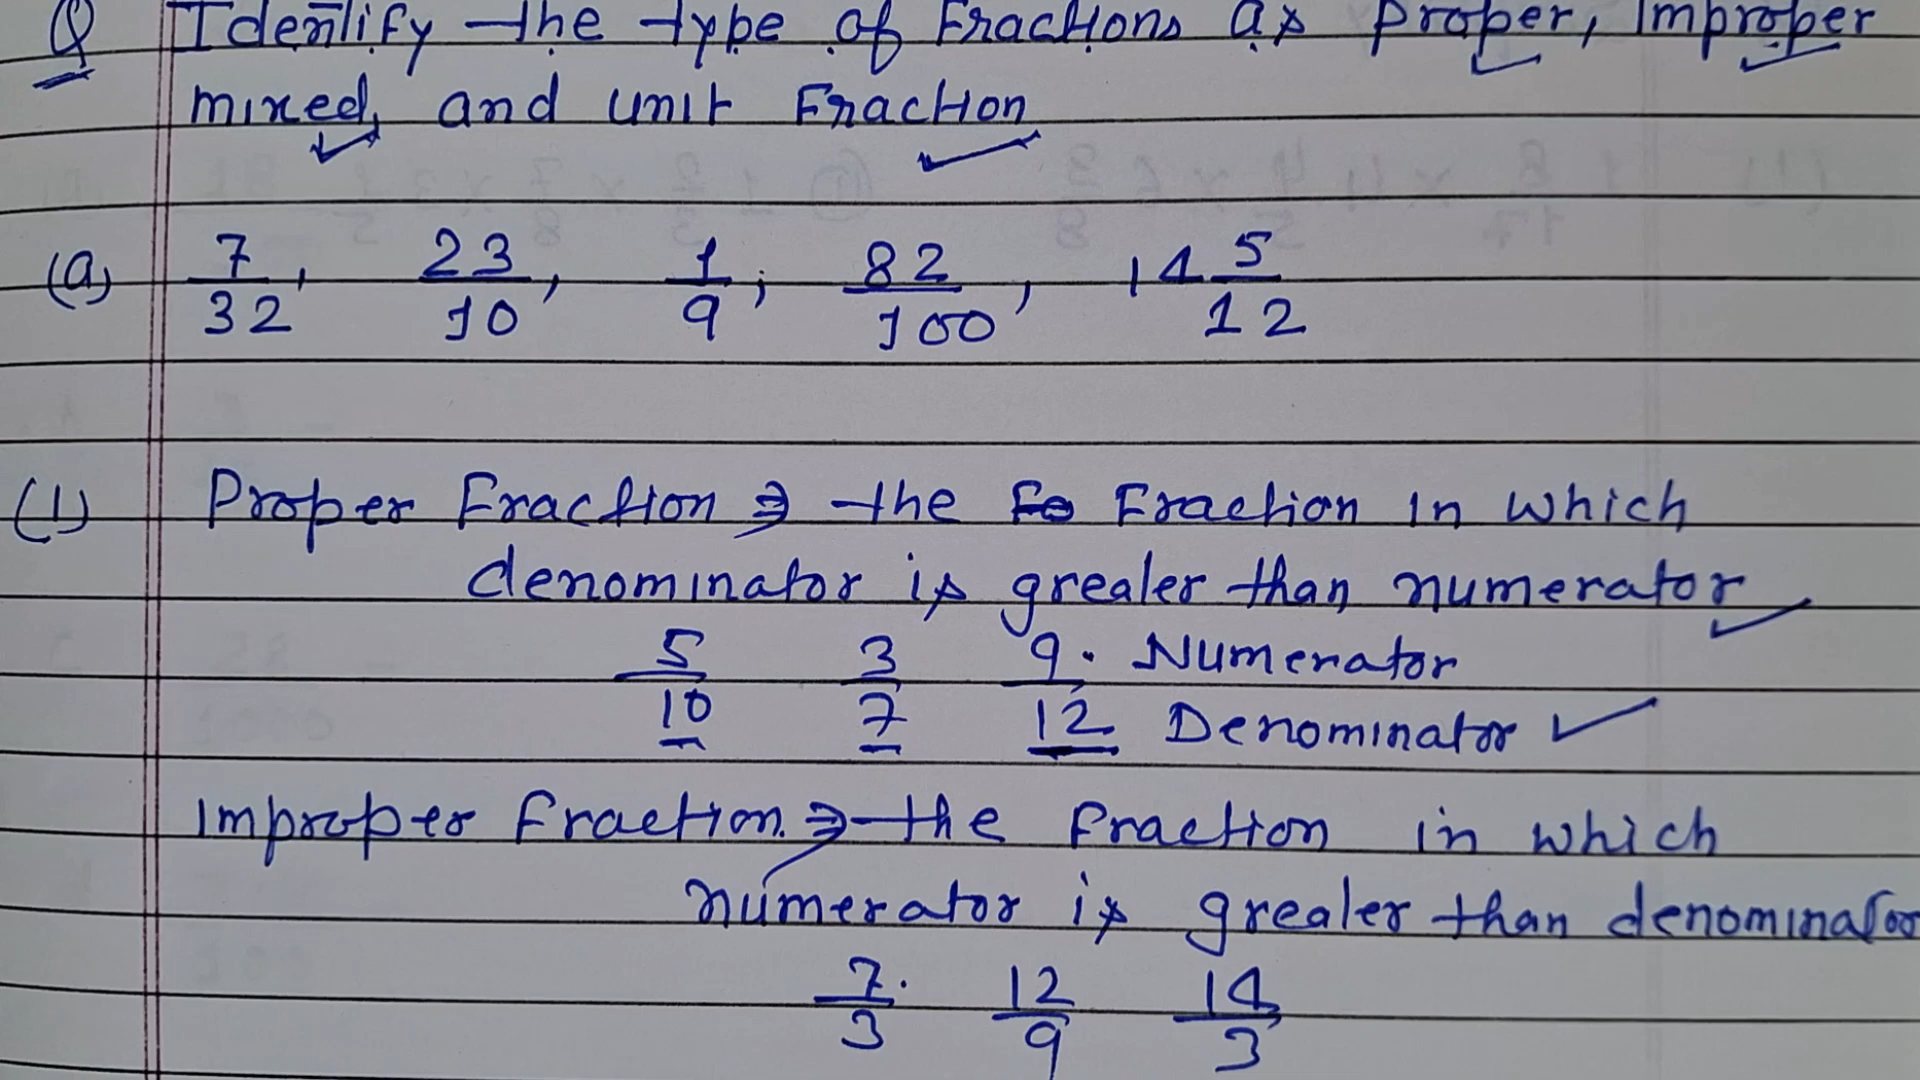 Q Identify the type of Fractions as Proper, Improper
mixed, and unit Fraction
(a) 7/32, 23/10, 1/9, 82/100, 14 5/12
(1) Proper Fraction ⇒ the Fe Fraction in which
denominator is greater than numerator
5/10 3/7 9/12 Numerator Denominator
Improper fraction ⇒ the fraction in which
numerator is greater than denominator
7/3 12/9 14/3